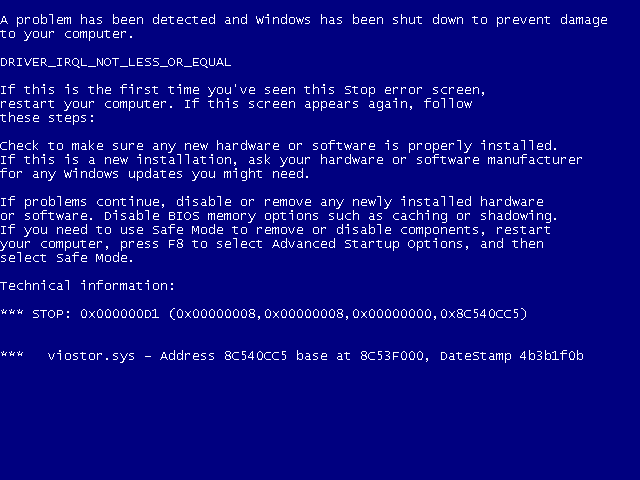 A problem has been detected and Windows has been shut down to prevent damage
to your computer.
DRIVER_IRQL_NOT_LESS_OR_EQUAL
If this is the first time you've seen this Stop error screen,
restart your computer. If this screen appears again, follow
these steps:
Check to make sure any new hardware or software is properly installed.
If this is a new installation, ask your hardware or software manufacturer
for any Windows updates you might need.
If problems continue, disable or remove any newly installed hardware
or software. Disable BIOS memory options such as caching or shadowing.
If you need to use Safe Mode to remove or disable components, restart
your computer, press F8 to select Advanced Startup Options, and then
select Safe Mode.
Technical information:
*** STOP: 0x000000D1 (0x00000008,0x00000008,0x00000000,0x8C540CC5)
*** viostor.sys – Address 8C540CC5 base at 8C53F000, DateStamp 4b3b1f0b